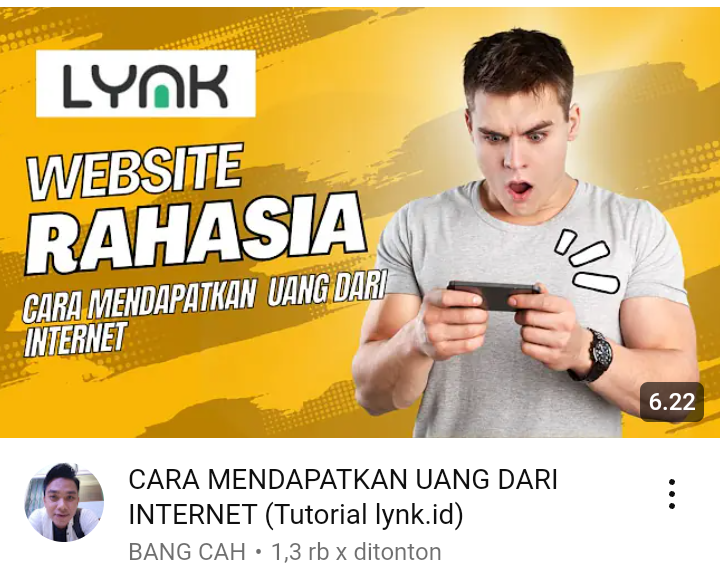 LYNK
WEBSITE
RAHASIA
CARA MENDAPATKAN UANG DARI
INTERNET
6.22
CARA MENDAPATKAN UANG DARI
INTERNET (Tutorial lynk.id)
BANG CAH • 1,3 rb x ditonton